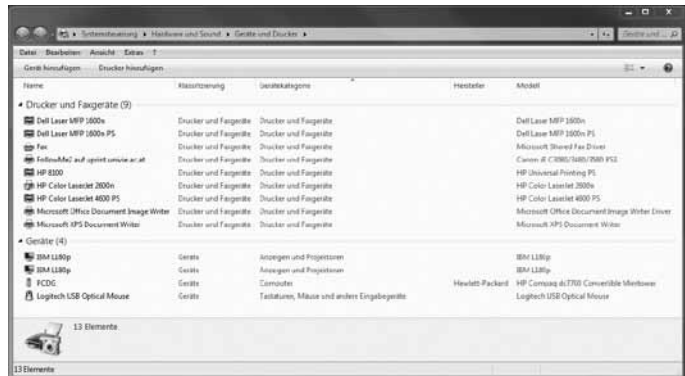 Systemsteuerung Hardware und Sound Geräte und Drucker
Datei Bearbeiten Ansicht Extras ?
Gerät hinzufügen Drucker hinzufügen
Name Klassifizierung Gerätekategorie Hersteller Modell
Drucker und Faxgeräte (9)
Dell Laser MFP 1600n Drucker und Faxgeräte Drucker und Faxgeräte Dell Laser MFP 1600n
Dell Laser MFP 1600n PS Drucker und Faxgeräte Drucker und Faxgeräte Dell Laser MFP 1600n PS
Fax Drucker und Faxgeräte Drucker und Faxgeräte Microsoft Shared Fax Driver
FollowMe2 auf uprint.univie.ac.at Drucker und Faxgeräte Drucker und Faxgeräte Canon PS3
HP 8100 Drucker und Faxgeräte Drucker und Faxgeräte HP Universal Printing PS
HP Color LaserJet 2600n Drucker und Faxgeräte Drucker und Faxgeräte HP Color LaserJet 2600n
HP Color LaserJet 4600 PS Drucker und Faxgeräte Drucker und Faxgeräte HP Color LaserJet 4600 PS
Microsoft Office Document Image Writer Drucker und Faxgeräte Drucker und Faxgeräte Microsoft Office Document Image Writer Driver
Microsoft XPS Document Writer Drucker und Faxgeräte Drucker und Faxgeräte Microsoft XPS Document Writer
Geräte (4)
IBM L180p Geräte Anzeigen und Projektoren IBM L180p
IBM L180p Geräte Anzeigen und Projektoren IBM L180p
PCDG Geräte Computer Hewlett-Packard HP Compaq dc7700 Convertible Minitower
Logitech USB Optical Mouse Geräte Tastaturen, Mäuse und andere Eingabegeräte Logitech USB Optical Mouse
13 Elemente
13 Elemente